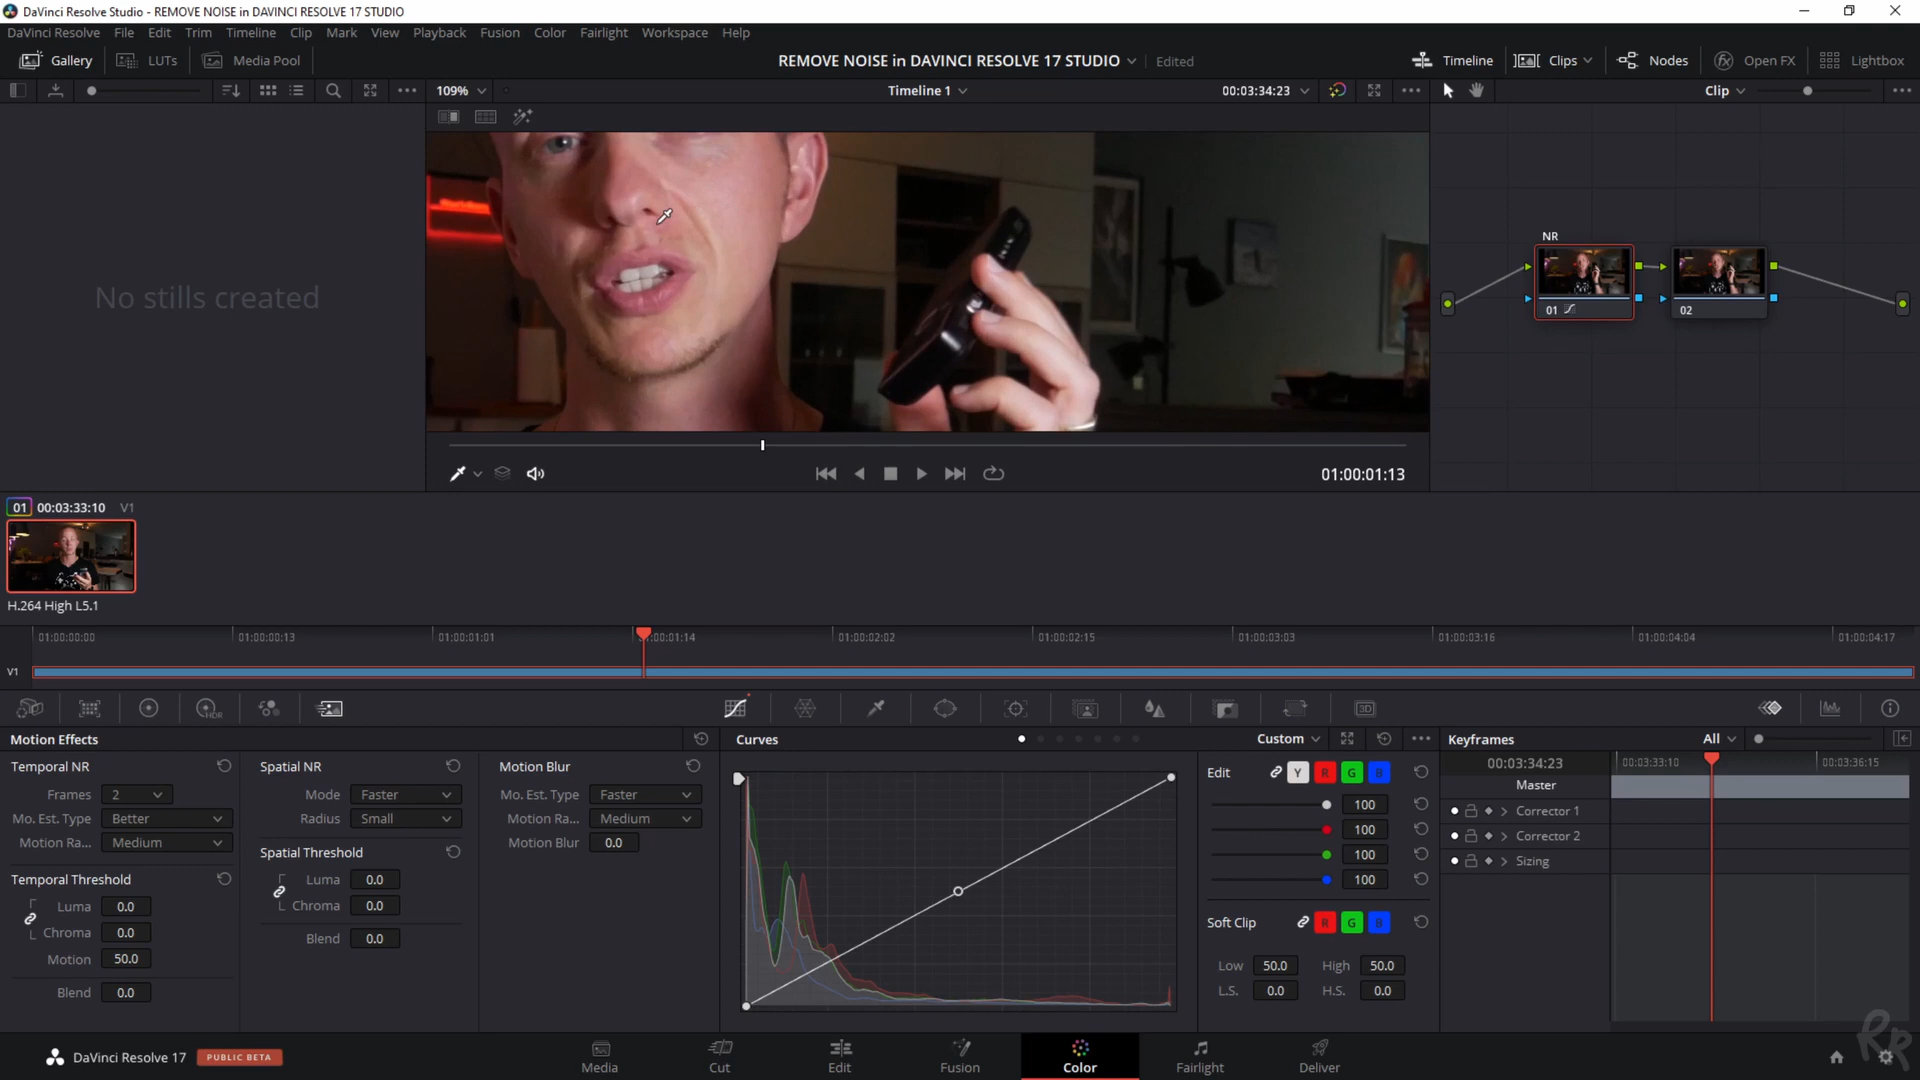 DaVinci Resolve Studio - REMOVE NOISE in DAVINCI RESOLVE 17 STUDIO
DaVinci Resolve File Edit Trim Timeline Clip Mark View Playback Fusion Color Fairlight Workspace Help
Gallery LUTs Media Pool REMOVE NOISE in DAVINCI RESOLVE 17 STUDIO Edited Timeline Clips Nodes Open FX Lightbox
109% Timeline 1 00:03:34:23 Clip
No stills created
NR
01 02
01:00:01:13
01 00:03:33:10 V1
H.264 High L5.1
01:00:00:00 01:00:00:13 01:00:01:01 01:00:01:14 01:00:02:02 01:00:02:15 01:00:03:03 01:00:03:16 01:00:04:04 01:00:04:17
V1
HDR 3D
Motion Effects Curves Custom Keyframes All
Temporal NR Spatial NR Motion Blur
Frames 2 Mode Faster Mo. Est. Type Faster
Mo. Est. Type Better Radius Small Motion Ra... Medium
Motion Ra... Medium Motion Blur 0.0
Spatial Threshold
Temporal Threshold Luma 0.0
Luma 0.0 Chroma 0.0
Chroma 0.0 Blend 0.0
Motion 50.0
Blend 0.0
Edit Y R G B
100
100
100
100
Soft Clip R G B
Low 50.0 High 50.0
L.S. 0.0 H.S. 0.0
00:03:34:23 00:03:33:10 00:03:36:15
Master
Corrector 1
Corrector 2
Sizing
DaVinci Resolve 17 PUBLIC BETA Media Cut Edit Fusion Color Fairlight Deliver
RR